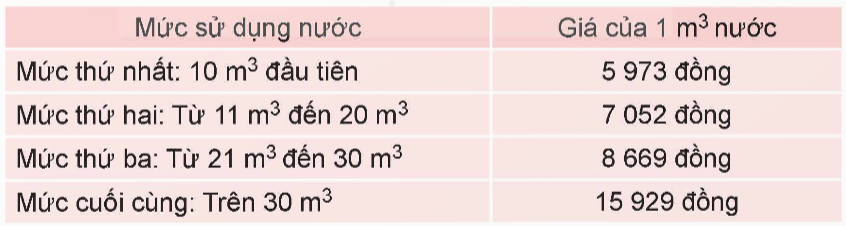 Mức sử dụng nước Giá của 1 m³ nước
Mức thứ nhất: 10 m³ đầu tiên 5 973 đồng
Mức thứ hai: Từ 11 m³ đến 20 m³ 7 052 đồng
Mức thứ ba: Từ 21 m³ đến 30 m³ 8 669 đồng
Mức cuối cùng: Trên 30 m³ 15 929 đồng